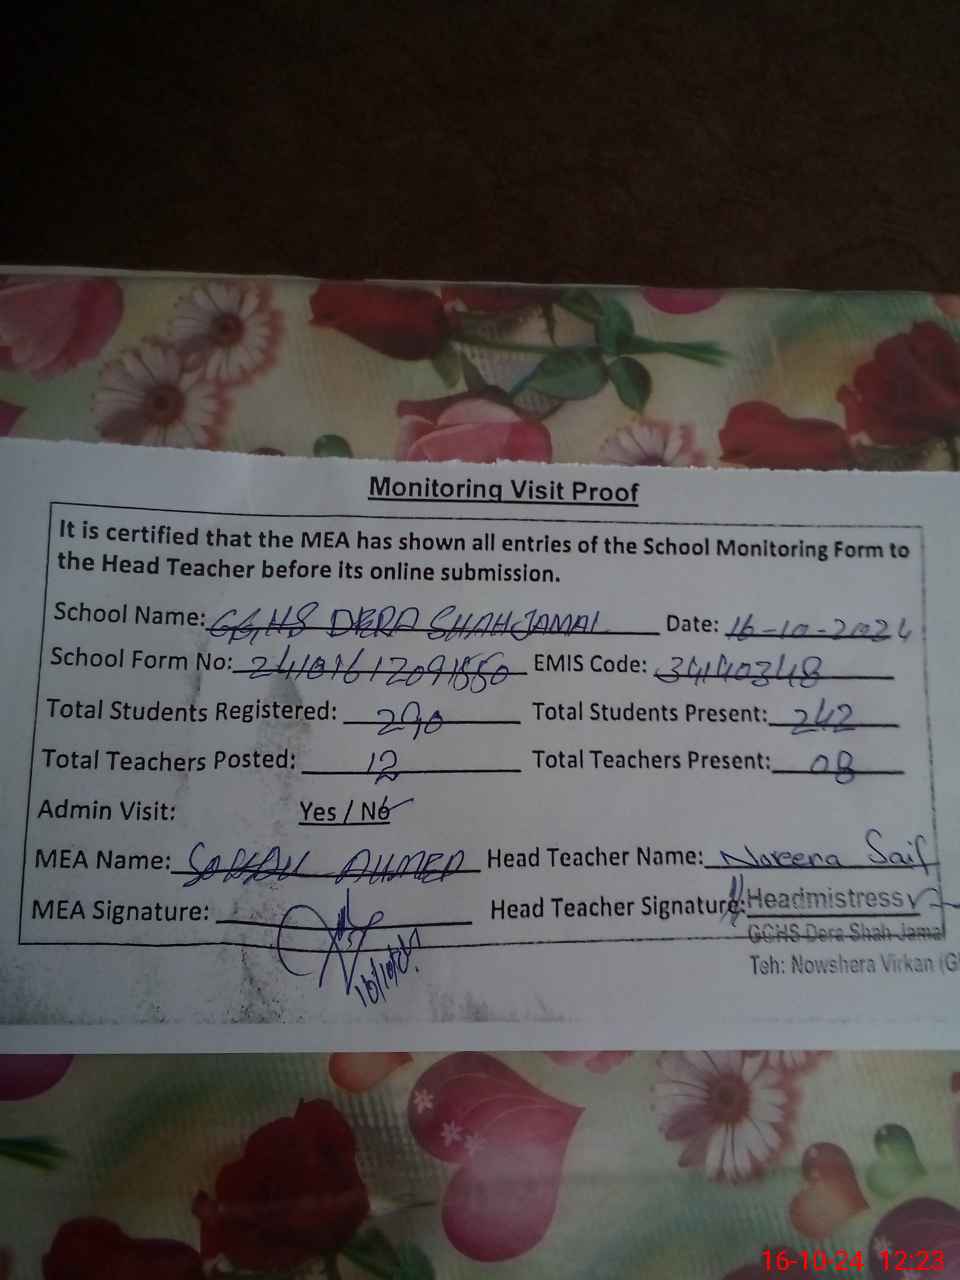 Monitoring Visit Proof
It is certified that the MEA has shown all entries of the School Monitoring Form to
the Head Teacher before its online submission.
School Name: GGHS DERA SHAH JAMAL Date: 16-10-2024
School Form No: EMIS Code: 34140348
Total Students Registered: 290 Total Students Present: 242
Total Teachers Posted: 12 Total Teachers Present: 08
Admin Visit: Yes / No
MEA Name: AHMED Head Teacher Name: Noreena Saif
MEA Signature: Head Teacher Signature: Headmistress
GGHS Dera Shah Jamal
16/10/24
Teh: Nowshera Virkan
16-10-24 12:23